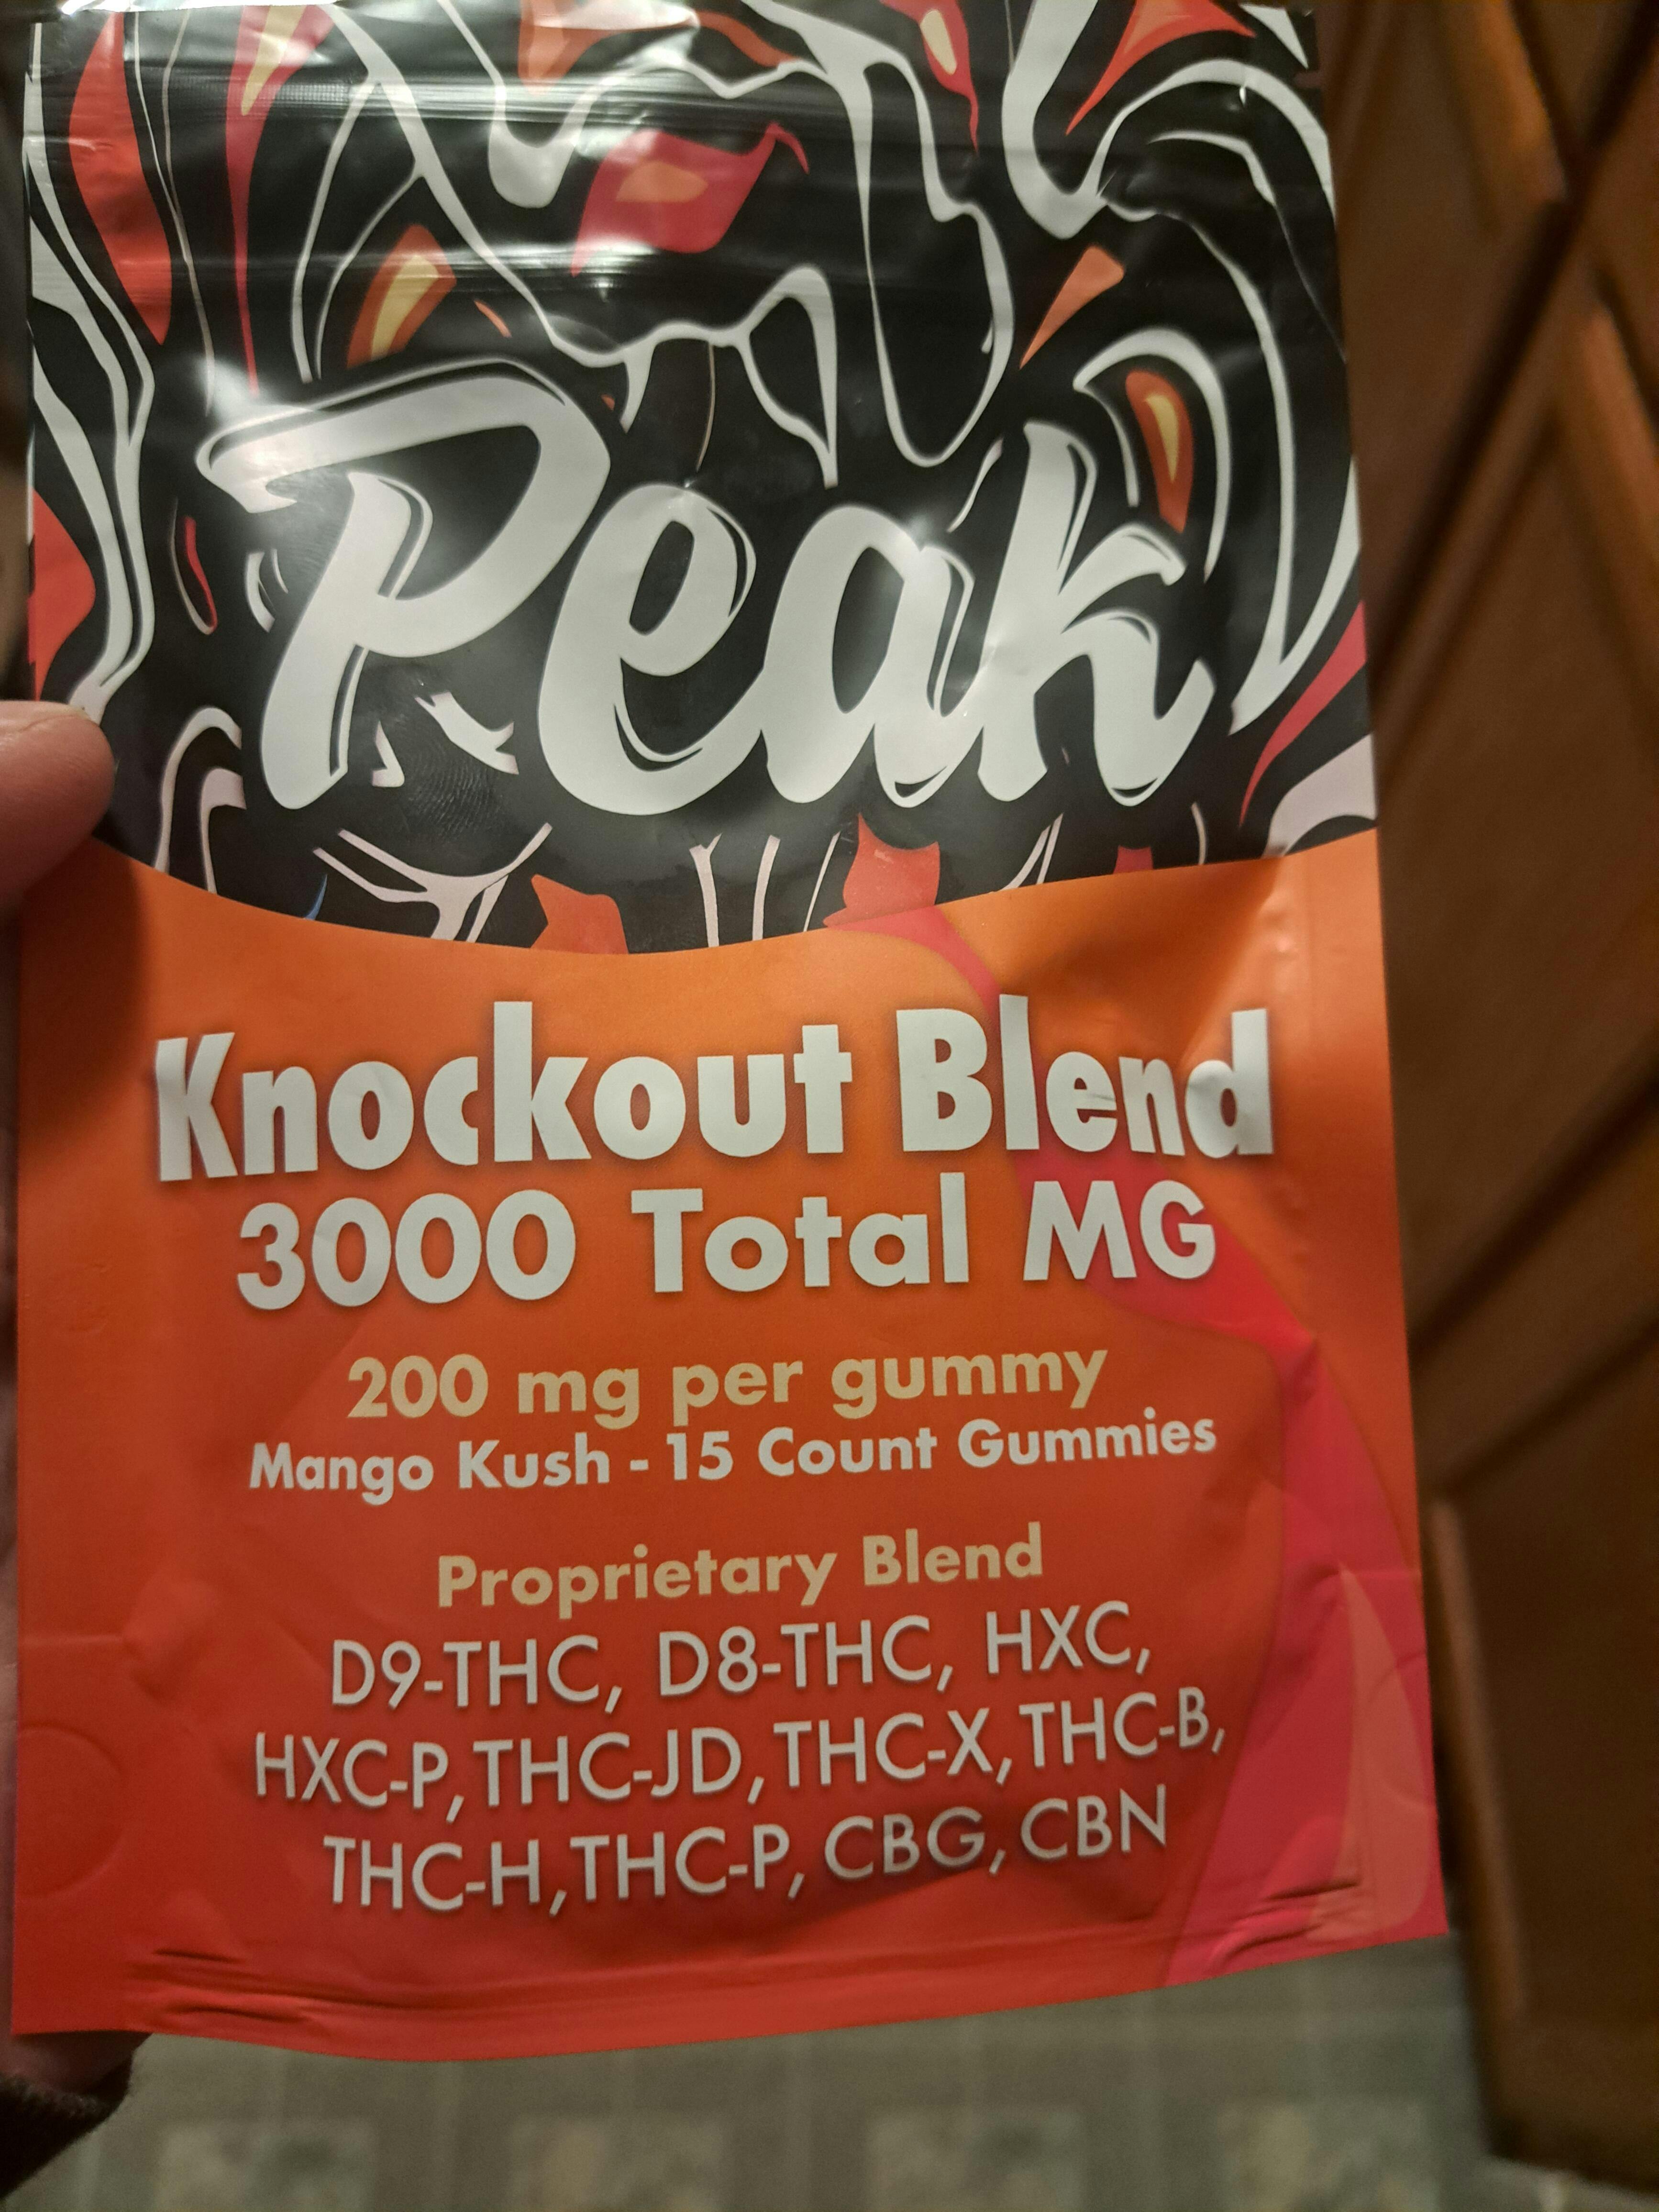 Peak
Knockout Blend
3000 Total MG
200 mg per gummy
Mango Kush - 15 Count Gummies
Proprietary Blend
D9-THC, D8-THC, HXC,
HXC-P, THC-JD, THC-X, THC-B,
THC-H, THC-P, CBG, CBN